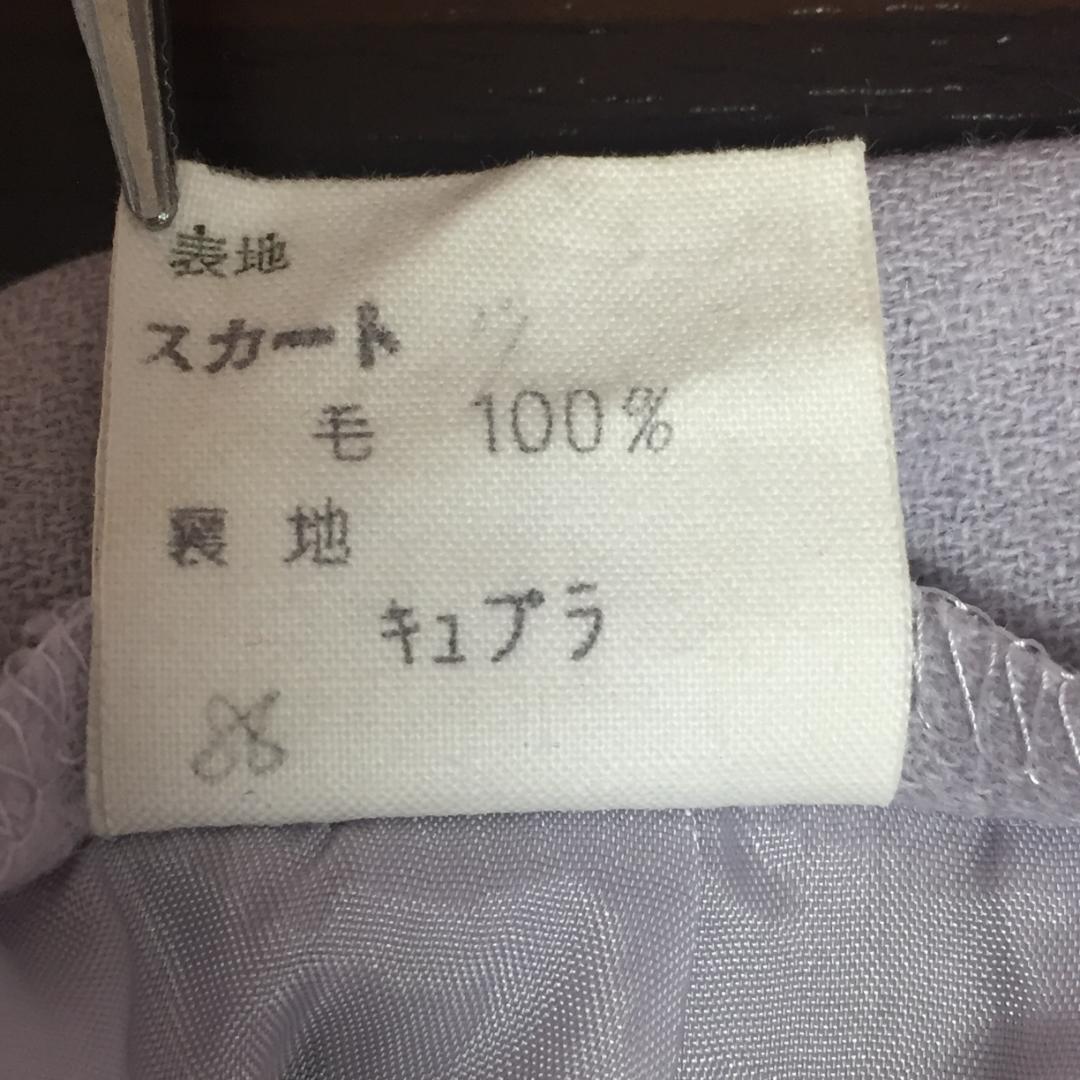 表地
スカート
毛 100%
裏地
キュプラ